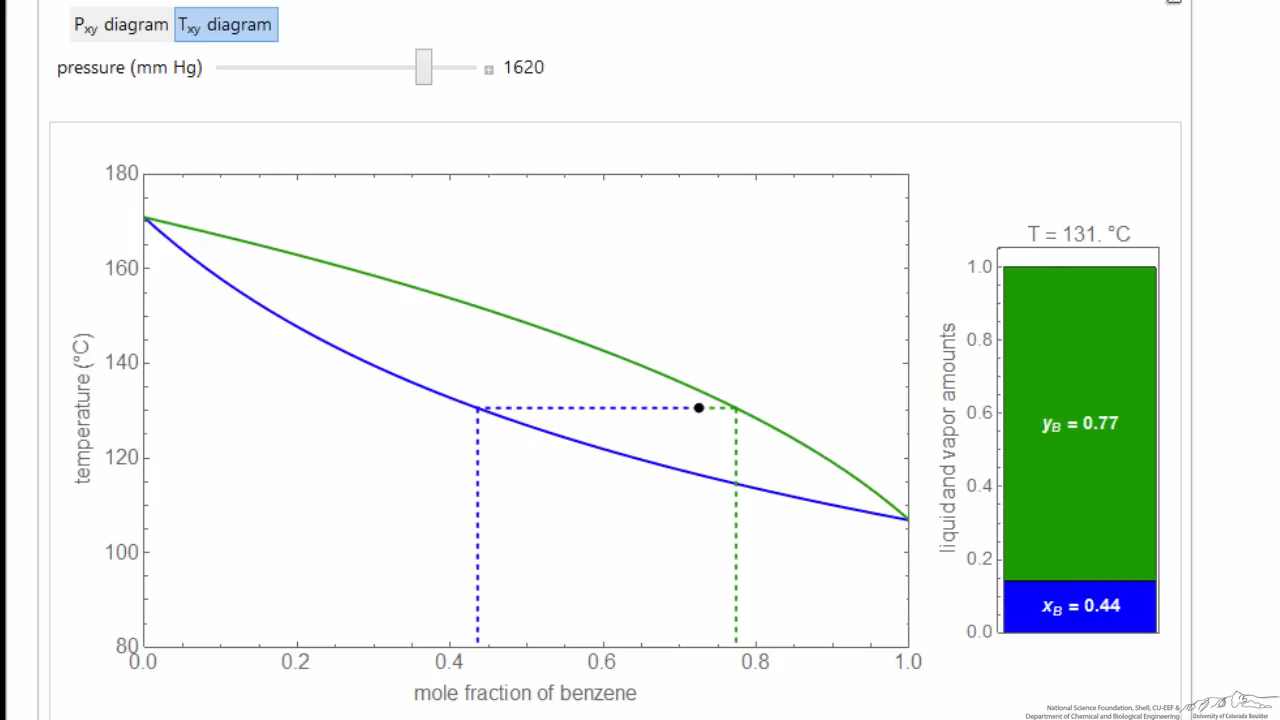 Pxy diagram Txy diagram
pressure (mm Hg) 1620
T = 131. °C
180
160
140
120
100
80
temperature (°C)
0.0 0.2 0.4 0.6 0.8 1.0
mole fraction of benzene
liquid and vapor amounts
1.0
0.8
0.6
0.4
0.2
0.0
yB = 0.77
xB = 0.44
National Science Foundation, Shell, CU-EEF &
Department of Chemical and Biological Engineering
University of Colorado Boulder